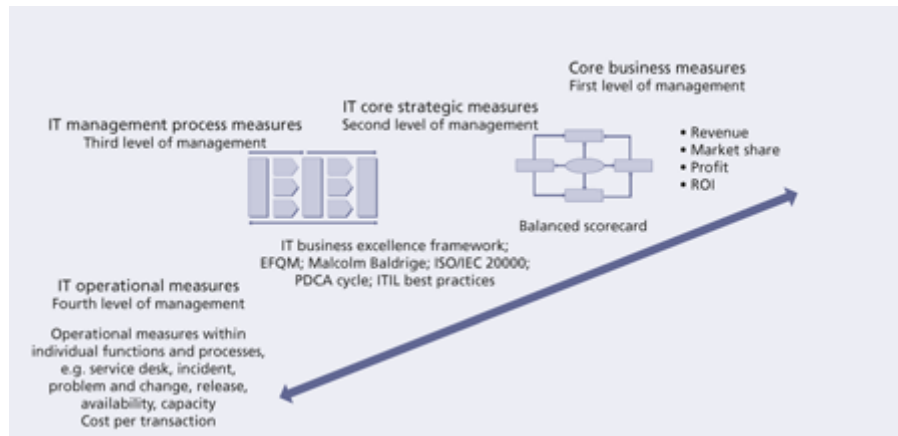 Core business measures
First level of management
• Revenue
• Market share
• Profit
• ROI
IT core strategic measures
Second level of management
Balanced scorecard
IT management process measures
Third level of management
IT business excellence framework;
EFQM; Malcolm Baldrige; ISO/IEC 20000;
PDCA cycle; ITIL best practices
IT operational measures
Fourth level of management
Operational measures within
individual functions and processes,
e.g. service desk, incident,
problem and change, release,
availability, capacity
Cost per transaction